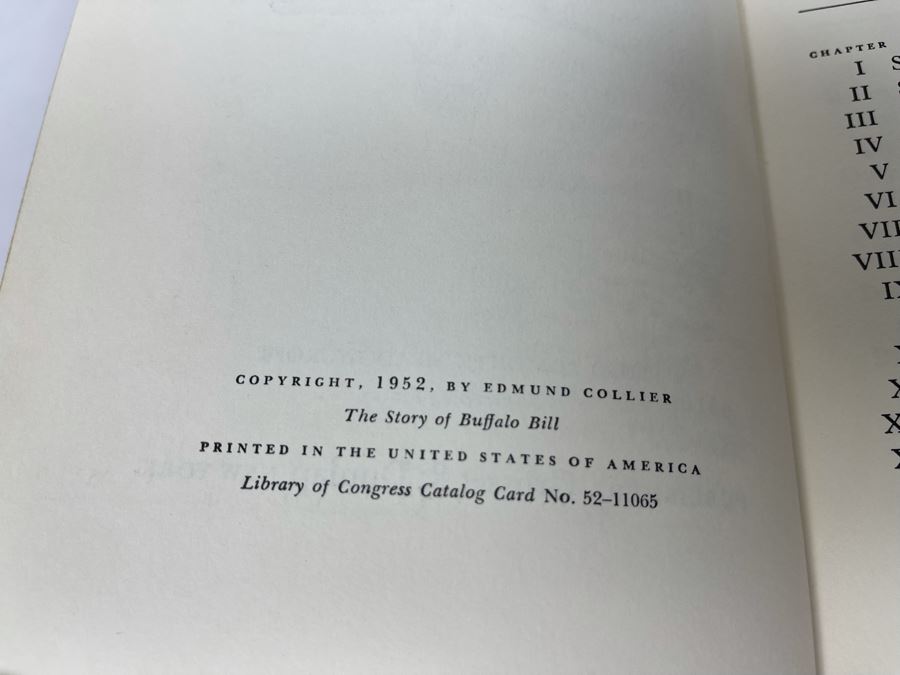 COPYRIGHT, 1952, BY EDMUND COLLIER
The Story of Buffalo Bill
PRINTED IN THE UNITED STATES OF AMERICA
Library of Congress Catalog Card No. 52–11065
CHAPTER
I S
II
III
IV
V
VI